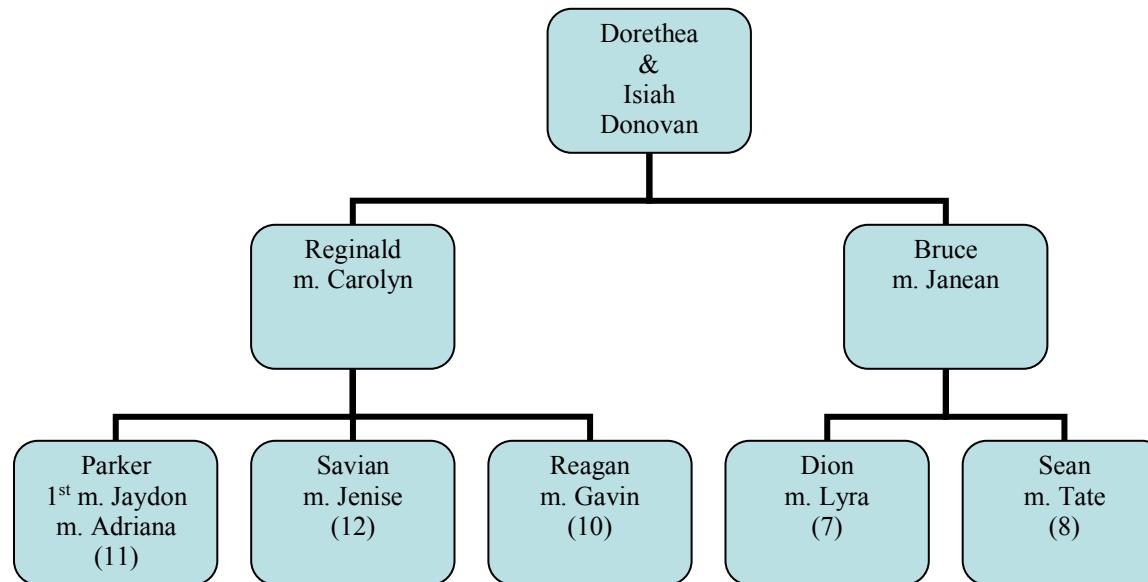 Dorethea
&
Isiah
Donovan
Reginald
m. Carolyn
Bruce
m. Janean
Parker
1st m. Jaydon
m. Adriana
(11)
Savian
m. Jenise
(12)
Reagan
m. Gavin
(10)
Dion
m. Lyra
(7)
Sean
m. Tate
(8)